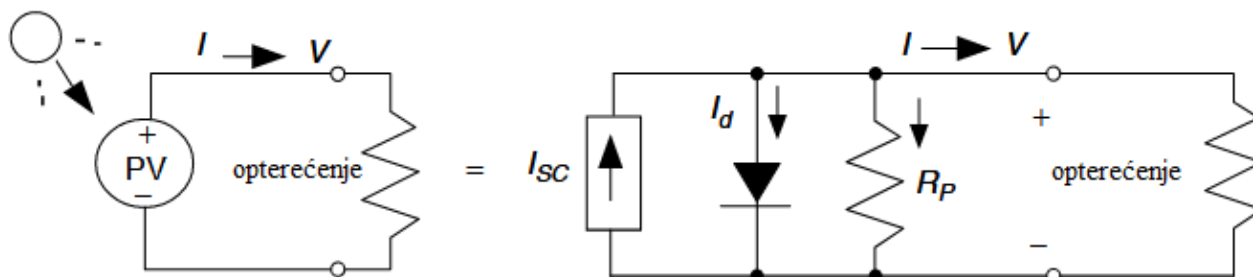 I V
+
PV
−
opterećenje
=
I_SC
I_d
R_P
I V
+
opterećenje
−